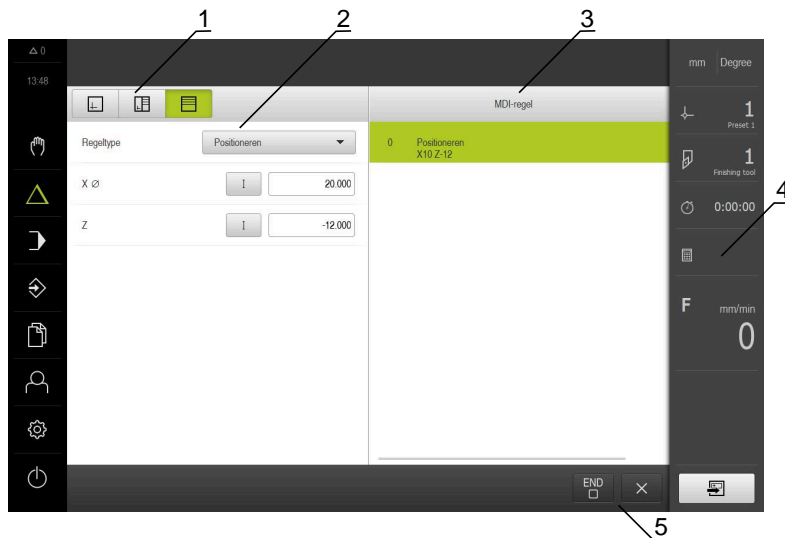 1
2
3
△ 0
13:48
mm Degree
MDI-regel
1
Preset 1
Regeltype
Positioneren
0 Positioneren
X10 Z-12
1
Finishing tool
X ∅
I
20.000
4
0:00:00
Z
I
-12.000
F
mm/min
0
END
5